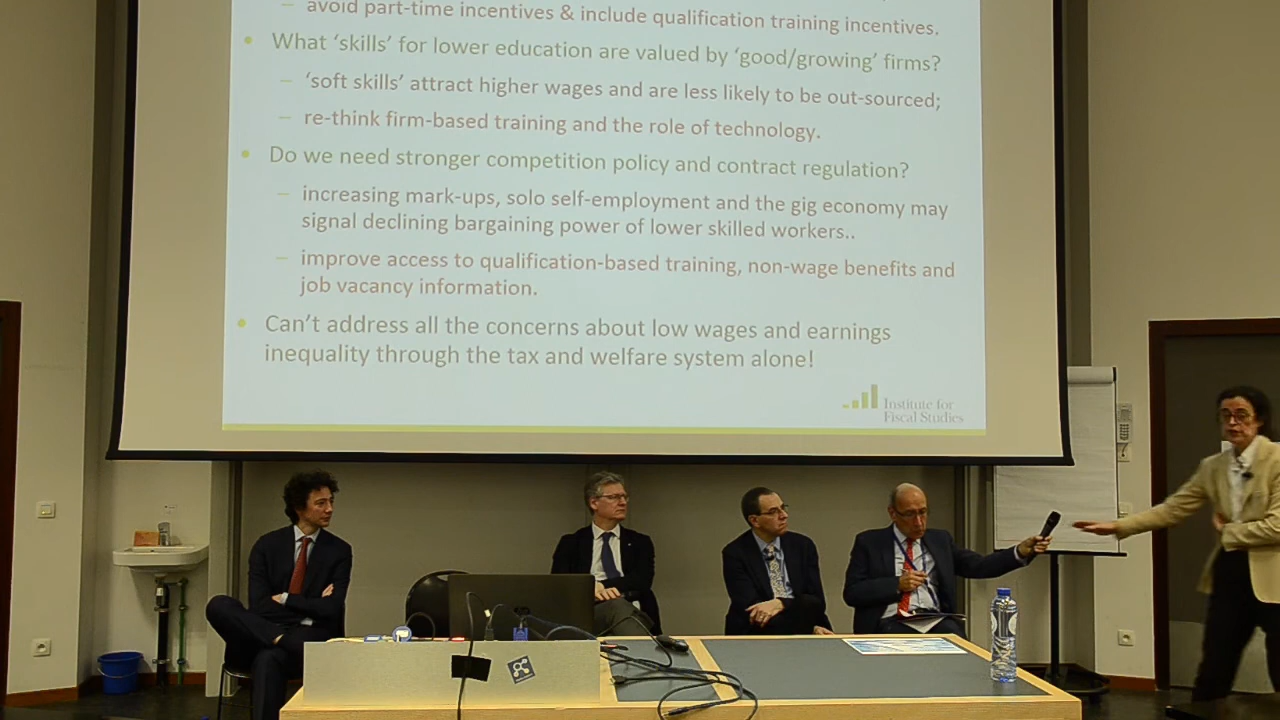 – avoid part-time incentives & include qualification training incentives.
• What ‘skills’ for lower education are valued by ‘good/growing’ firms?
– ‘soft skills’ attract higher wages and are less likely to be out-sourced;
– re-think firm-based training and the role of technology.
• Do we need stronger competition policy and contract regulation?
– increasing mark-ups, solo self-employment and the gig economy may
signal declining bargaining power of lower skilled workers..
– improve access to qualification-based training, non-wage benefits and
job vacancy information.
• Can’t address all the concerns about low wages and earnings
inequality through the tax and welfare system alone!
Institute for
Fiscal Studies